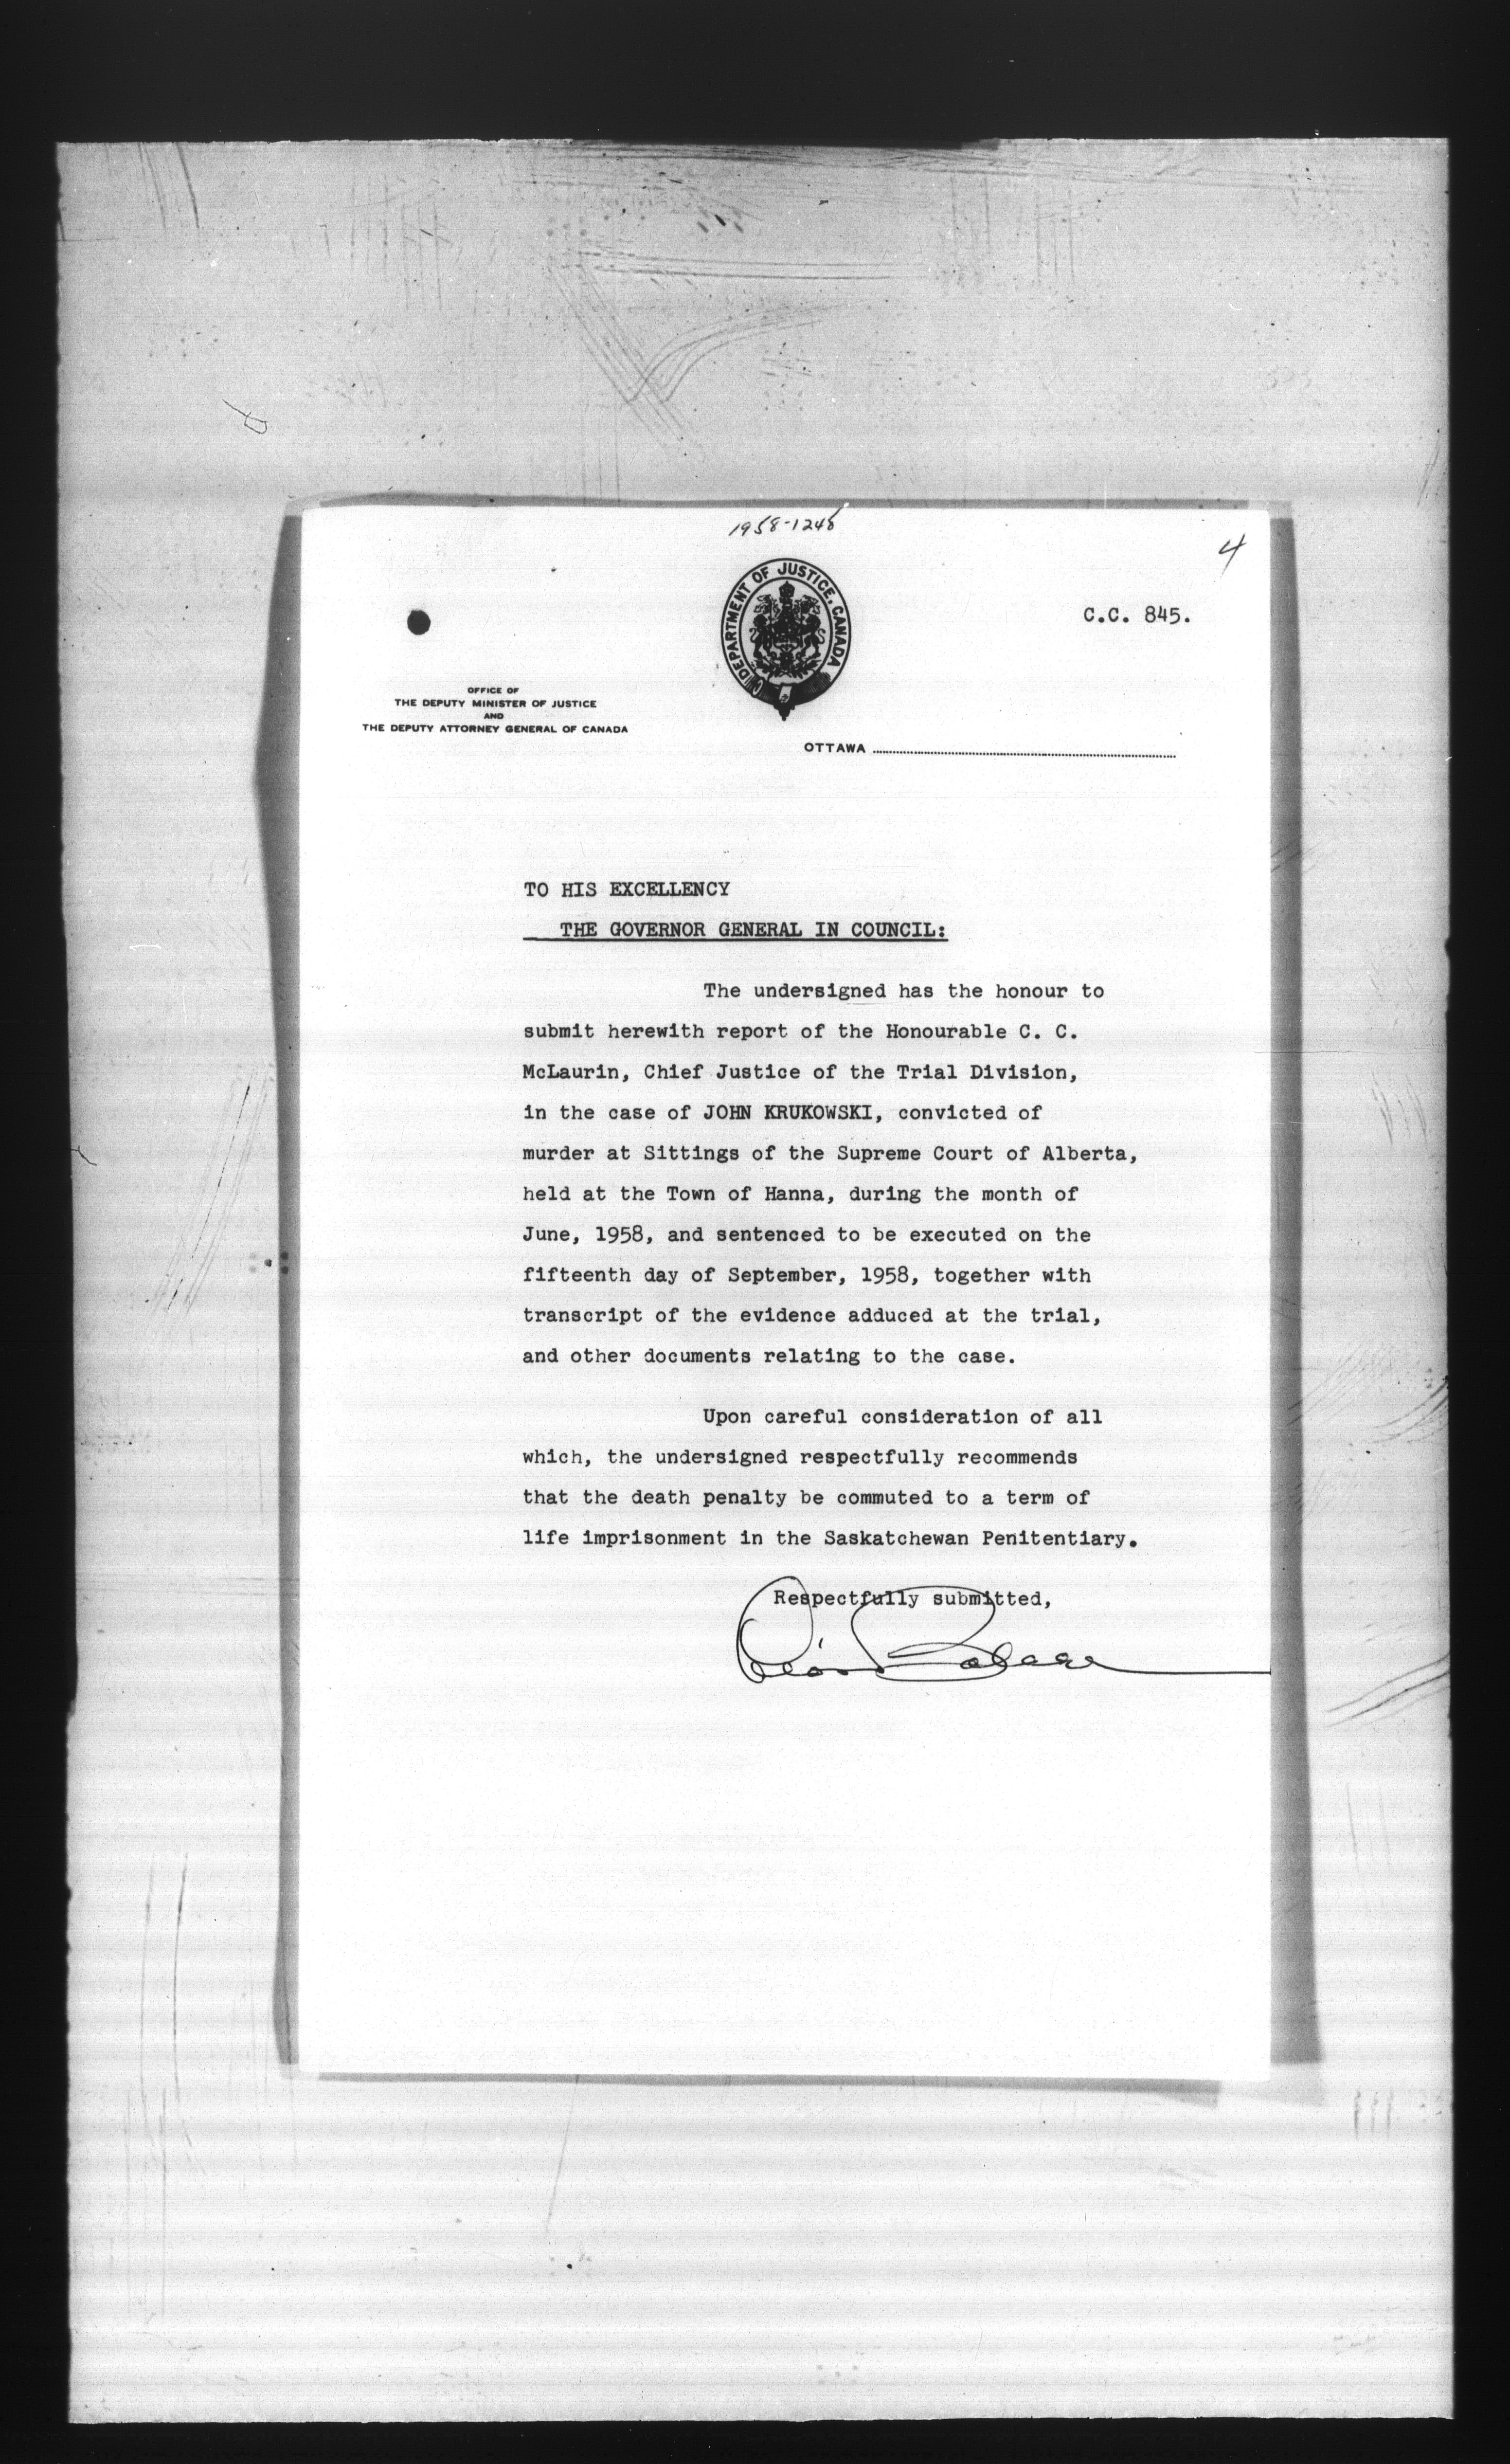 1958-1248
4
DEPARTMENT OF JUSTICE, CANADA
C.C. 845.
OFFICE OF
THE DEPUTY MINISTER OF JUSTICE
AND
THE DEPUTY ATTORNEY GENERAL OF CANADA
OTTAWA
TO HIS EXCELLENCY
THE GOVERNOR GENERAL IN COUNCIL:
The undersigned has the honour to
submit herewith report of the Honourable C. C.
McLaurin, Chief Justice of the Trial Division,
in the case of JOHN KRUKOWSKI, convicted of
murder at Sittings of the Supreme Court of Alberta,
held at the Town of Hanna, during the month of
June, 1958, and sentenced to be executed on the
fifteenth day of September, 1958, together with
transcript of the evidence adduced at the trial,
and other documents relating to the case.
Upon careful consideration of all
which, the undersigned respectfully recommends
that the death penalty be commuted to a term of
life imprisonment in the Saskatchewan Penitentiary.
Respectfully submitted,